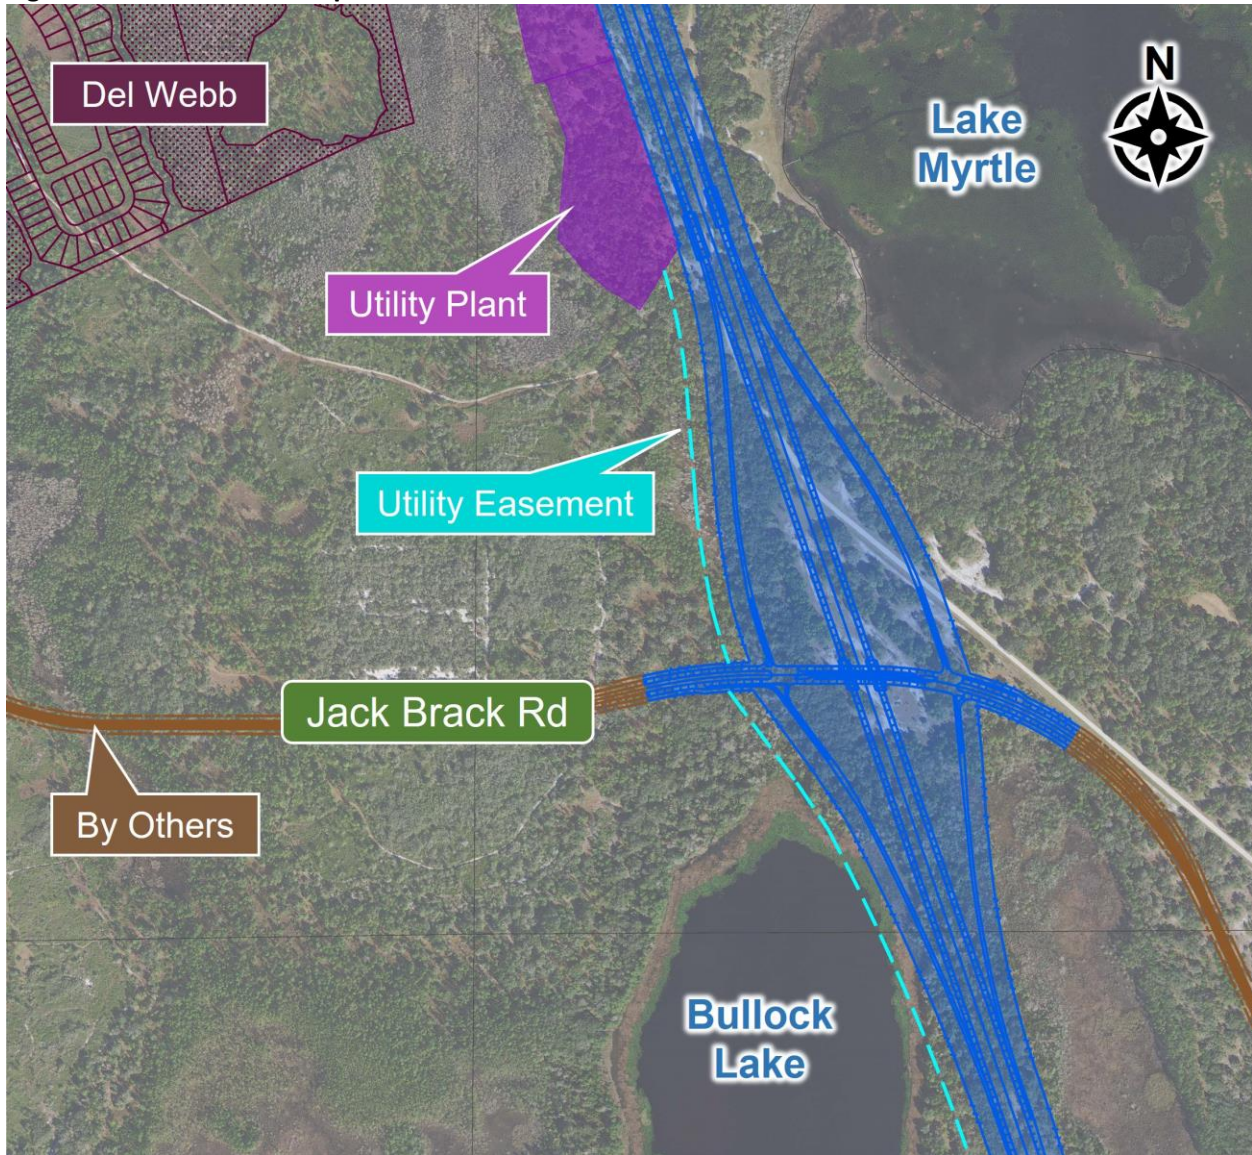 Del Webb
N
Lake
Myrtle
Utility Plant
Utility Easement
Jack Brack Rd
By Others
Bullock
Lake